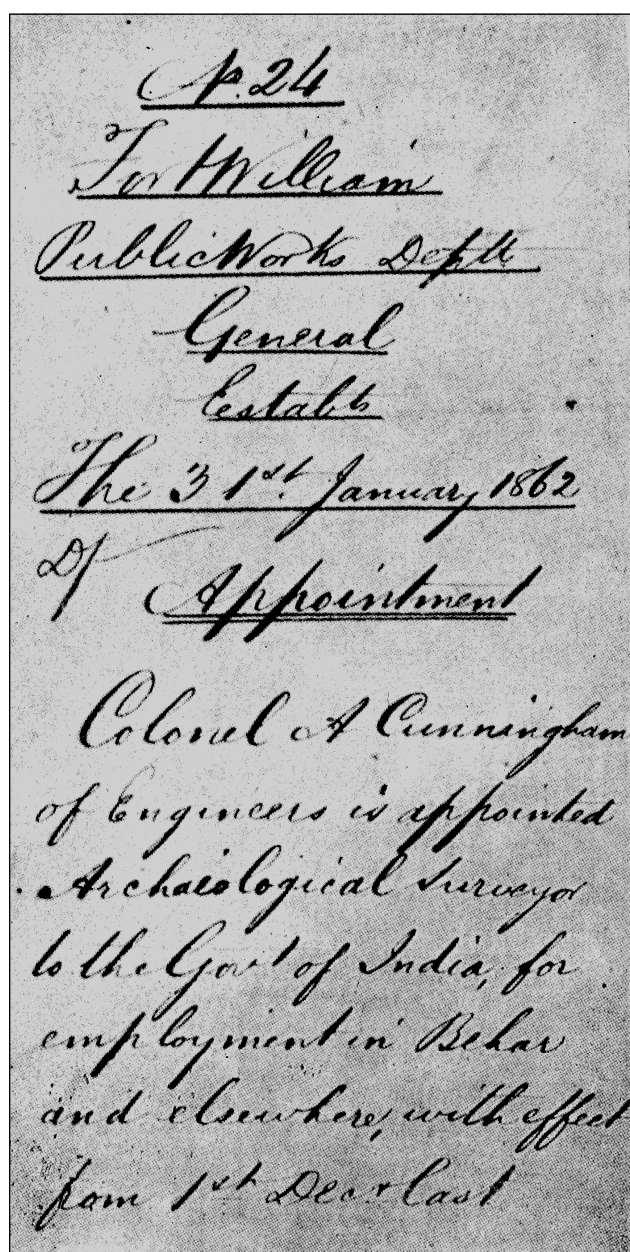 No. 24
Fort William
Public Works Deptt
General
Estabt
The 31st. January 1862
Appointment
Colonel A Cunningham
of Engineers is appointed
Archaeological Surveyor
to the Govt of India, for
employment in Behar
and elsewhere, with effect
from 1st Decr last